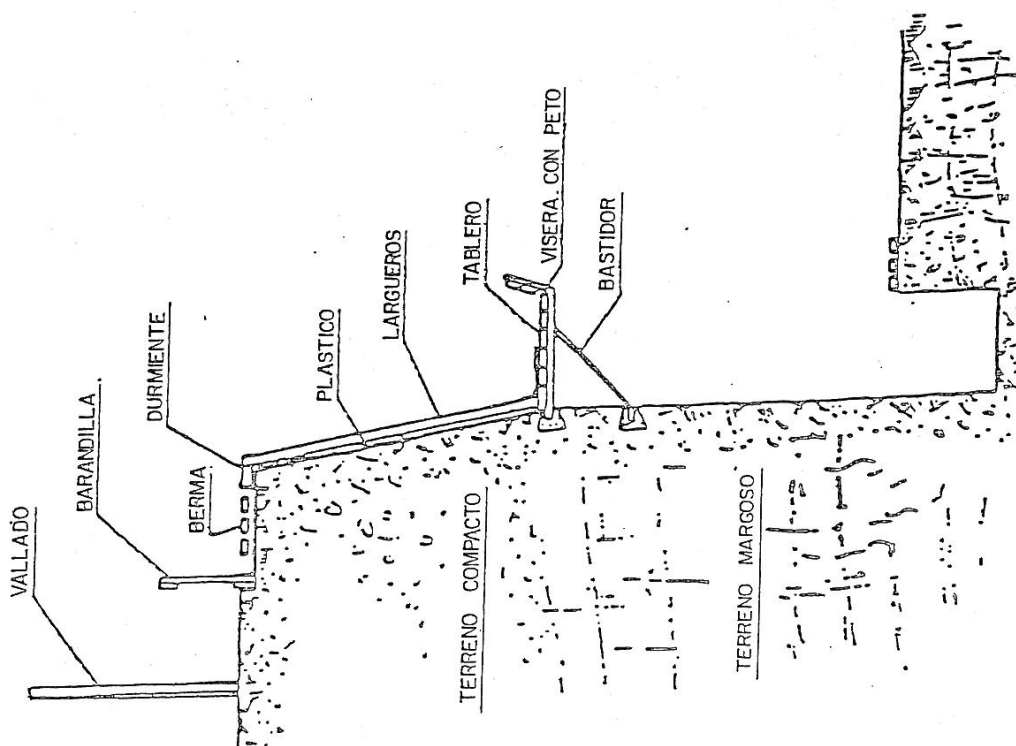 VALLADO
BARANDILLA
DURMIENTE
BERMA
PLASTICO
LARGUEROS
TABLERO
VISERA. CON PETO
BASTIDOR
TERRENO COMPACTO
TERRENO MARGOSO